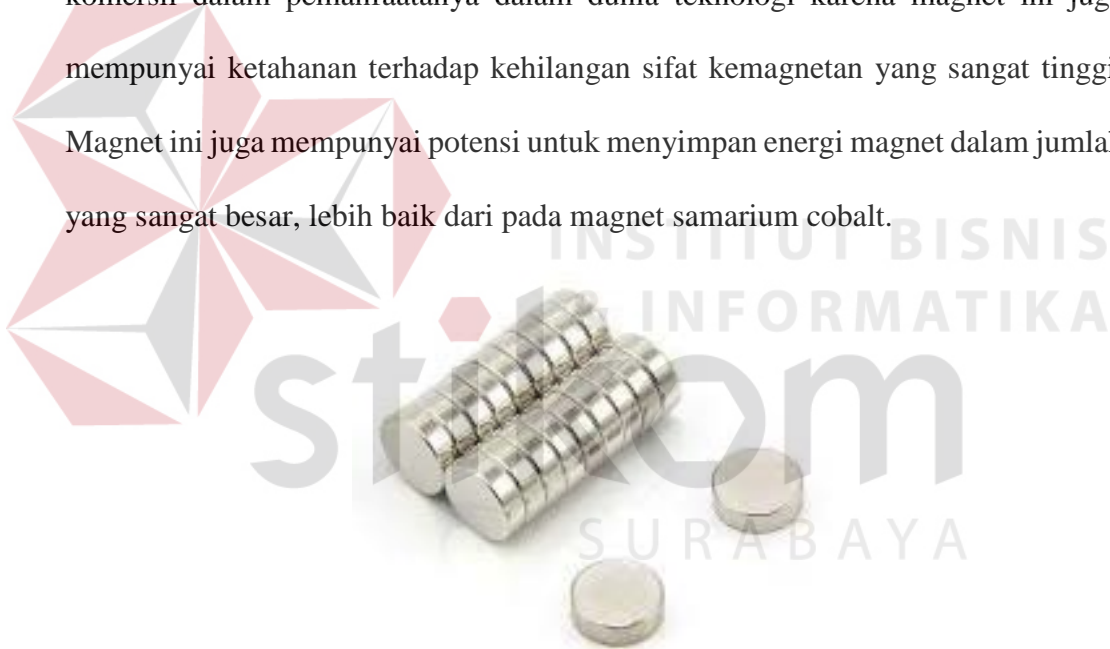 komersil dalam pemanfaatanya dalam dunia teknologi karena magnet ini juga
mempunyai ketahanan terhadap kehilangan sifat kemagnetan yang sangat tinggi
Magnet ini juga mempunyai potensi untuk menyimpan energi magnet dalam jumlah
yang sangat besar, lebih baik dari pada magnet samarium cobalt.
INSTITUT BISNIS
& INFORMATIKA
stikom
SURABAYA